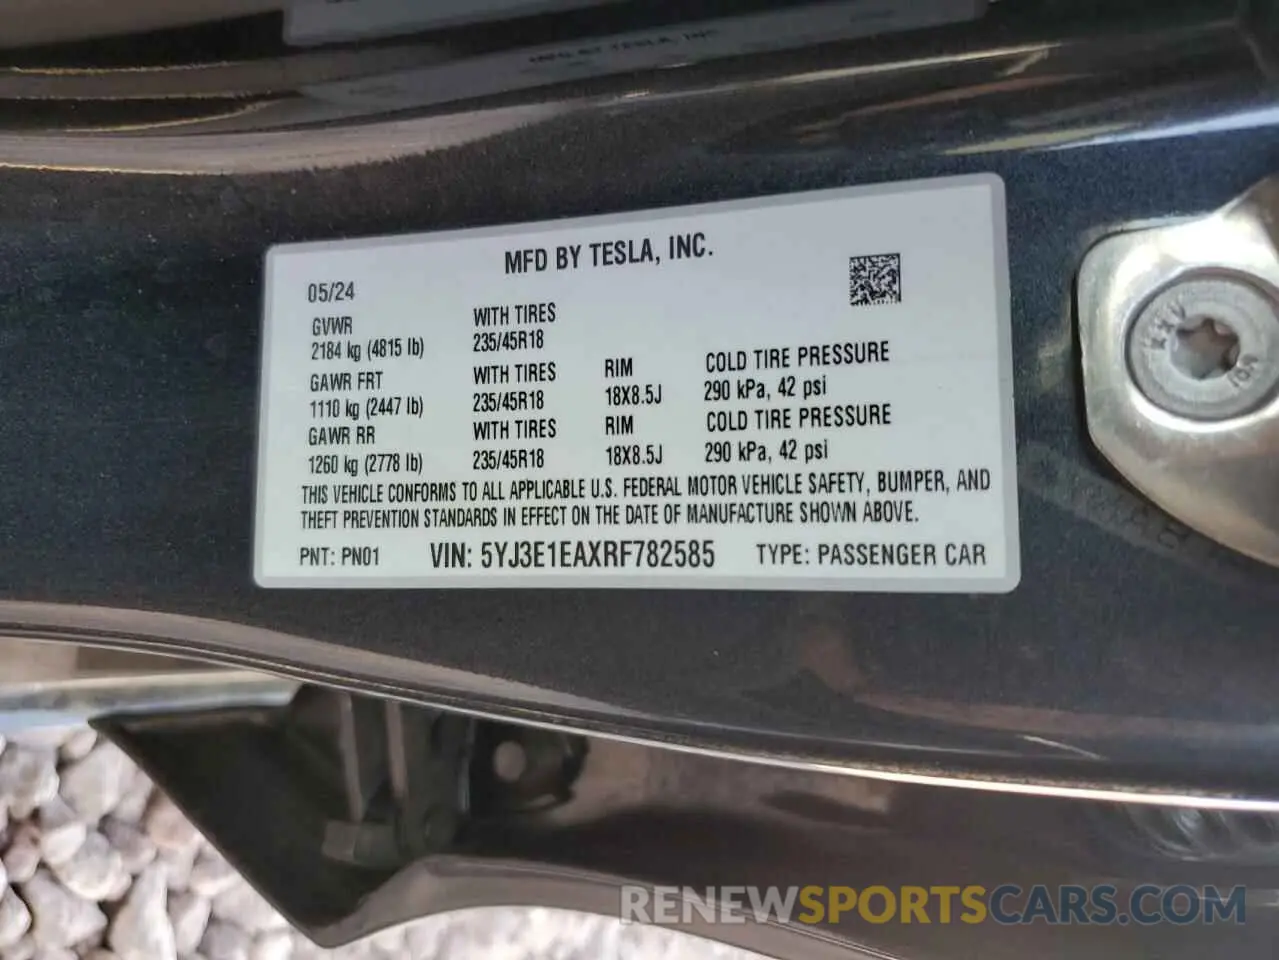 MFD BY TESLA, INC.
05/24
GVWR
2184 kg (4815 lb)
WITH TIRES
235/45R18
GAWR FRT
1110 kg (2447 lb)
WITH TIRES
235/45R18
RIM
18X8.5J
COLD TIRE PRESSURE
290 kPa, 42 psi
GAWR RR
1260 kg (2778 lb)
WITH TIRES
235/45R18
RIM
18X8.5J
COLD TIRE PRESSURE
290 kPa, 42 psi
THIS VEHICLE CONFORMS TO ALL APPLICABLE U.S. FEDERAL MOTOR VEHICLE SAFETY, BUMPER, AND
THEFT PREVENTION STANDARDS IN EFFECT ON THE DATE OF MANUFACTURE SHOWN ABOVE.
PNT: PN01 VIN: 5YJ3E1EAXRF782585 TYPE: PASSENGER CAR
RENEWSPORTSCARS.COM